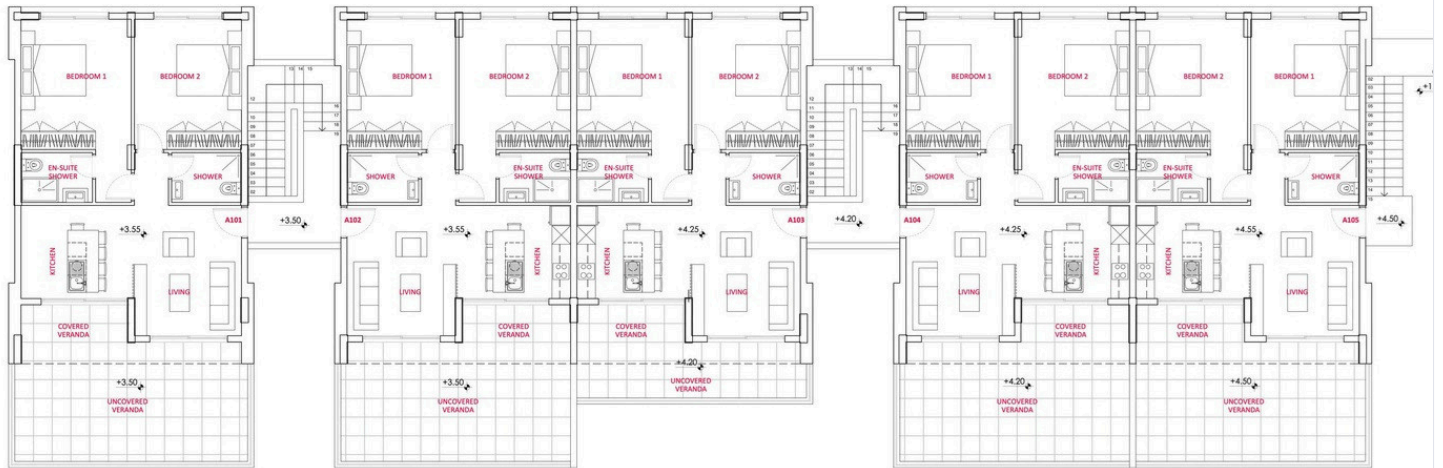 BEDROOM 1
BEDROOM 2
BEDROOM 1
BEDROOM 2
BEDROOM 1
BEDROOM 2
BEDROOM 1
BEDROOM 2
BEDROOM 2
BEDROOM 1
EN-SUITE
SHOWER
SHOWER
SHOWER
EN-SUITE
SHOWER
EN-SUITE
SHOWER
SHOWER
SHOWER
EN-SUITE
SHOWER
EN-SUITE
SHOWER
SHOWER
A101
+3.50
A102
A103
+4.20
A104
A105
+4.50
+3.55
+3.55
+4.25
+4.25
+4.55
KITCHEN
LIVING
LIVING
KITCHEN
KITCHEN
LIVING
LIVING
KITCHEN
KITCHEN
LIVING
COVERED
VERANDA
COVERED
VERANDA
COVERED
VERANDA
COVERED
VERANDA
COVERED
VERANDA
+3.50
UNCOVERED
VERANDA
+3.50
UNCOVERED
VERANDA
+4.20
UNCOVERED
VERANDA
+4.20
UNCOVERED
VERANDA
+4.50
UNCOVERED
VERANDA